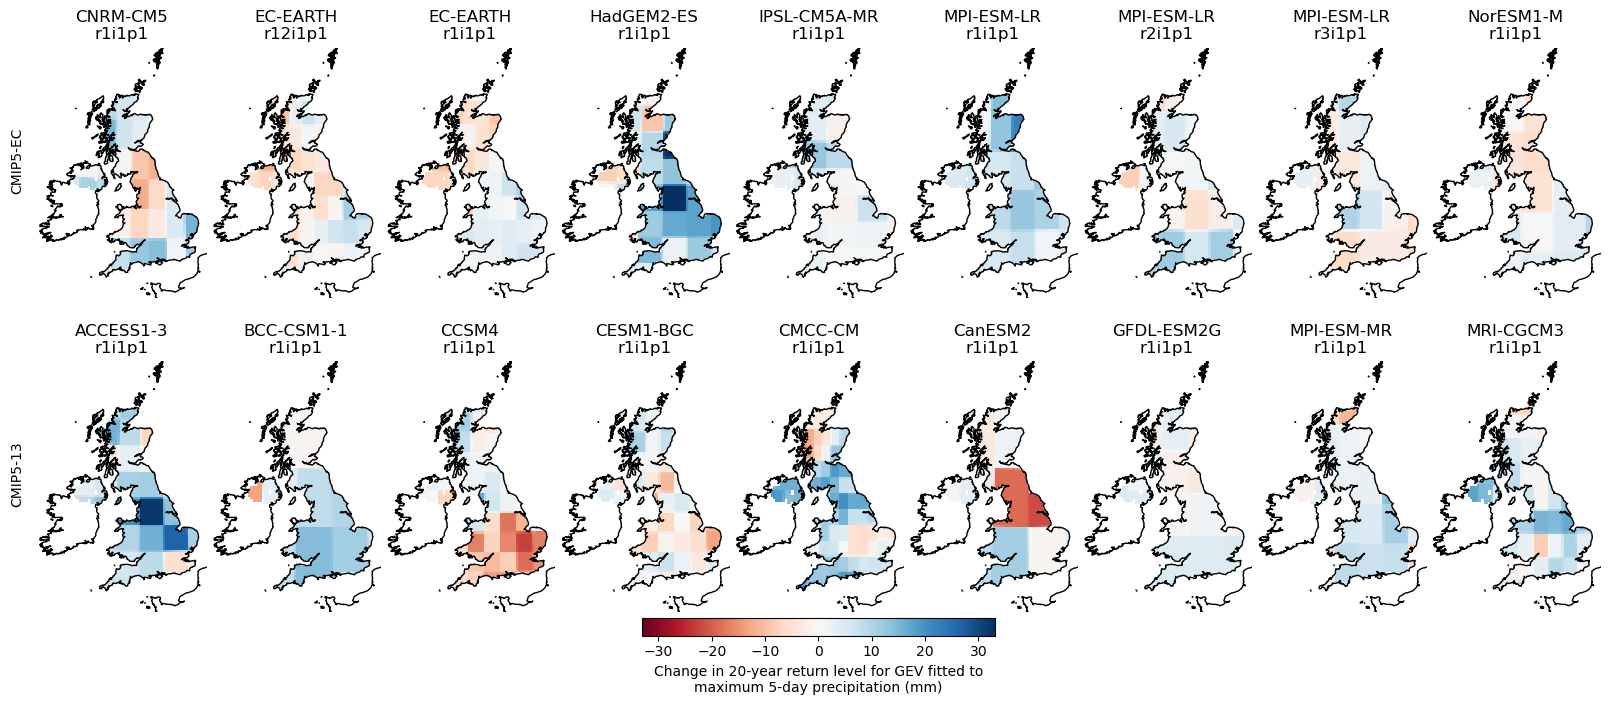 CNRM-CM5
r1i1p1
EC-EARTH
r12i1p1
EC-EARTH
r1i1p1
HadGEM2-ES
r1i1p1
IPSL-CM5A-MR
r1i1p1
MPI-ESM-LR
r1i1p1
MPI-ESM-LR
r2i1p1
MPI-ESM-LR
r3i1p1
NorESM1-M
r1i1p1
CMIP5-EC
ACCESS1-3
r1i1p1
BCC-CSM1-1
r1i1p1
CCSM4
r1i1p1
CESM1-BGC
r1i1p1
CMCC-CM
r1i1p1
CanESM2
r1i1p1
GFDL-ESM2G
r1i1p1
MPI-ESM-MR
r1i1p1
MRI-CGCM3
r1i1p1
CMIP5-13
−30 −20 −10 0 10 20 30
Change in 20-year return level for GEV fitted to
maximum 5-day precipitation (mm)